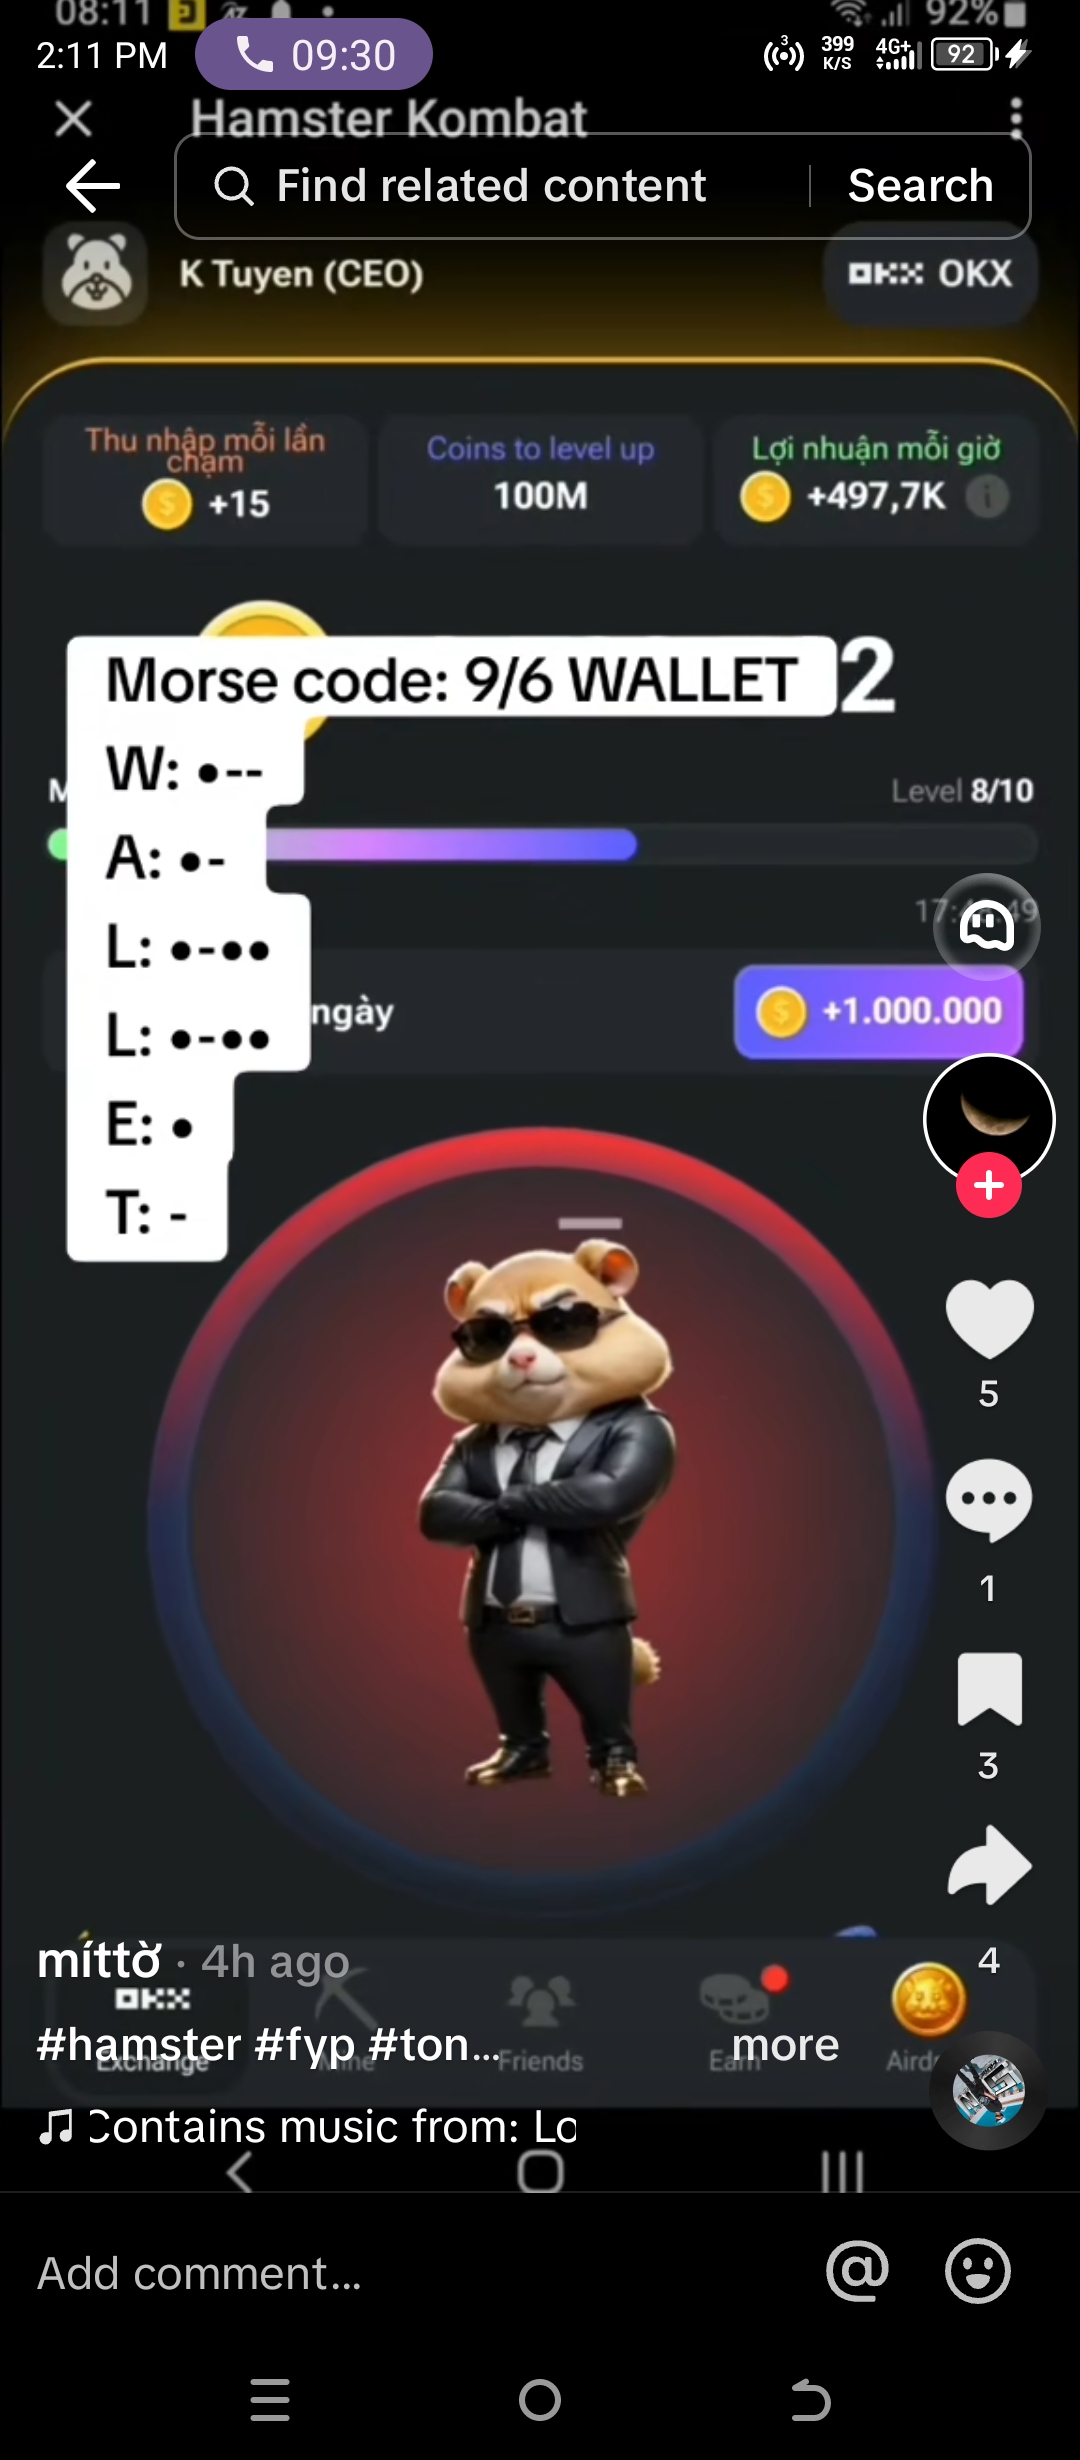 08:11
92%
2:11 PM
09:30
3
399
K/S
4G+
92
Hamster Kombat
Find related content
Search
K Tuyen (CEO)
OKX OKX
Thu nhập mỗi lần
chạm
+15
Coins to level up
100M
Lợi nhuận mỗi giờ
+497,7K
Morse code: 9/6 WALLET
2
W: •--
A: •-
L: •-••
L: •-••
E: •
T: -
Level 8/10
ngày
+1.000.000
5
1
3
4
míttờ · 4h ago
OKX
Exchange
Mine
Friends
Earn
#hamster #fyp #ton...
more
Contains music from: Lo
Add comment...